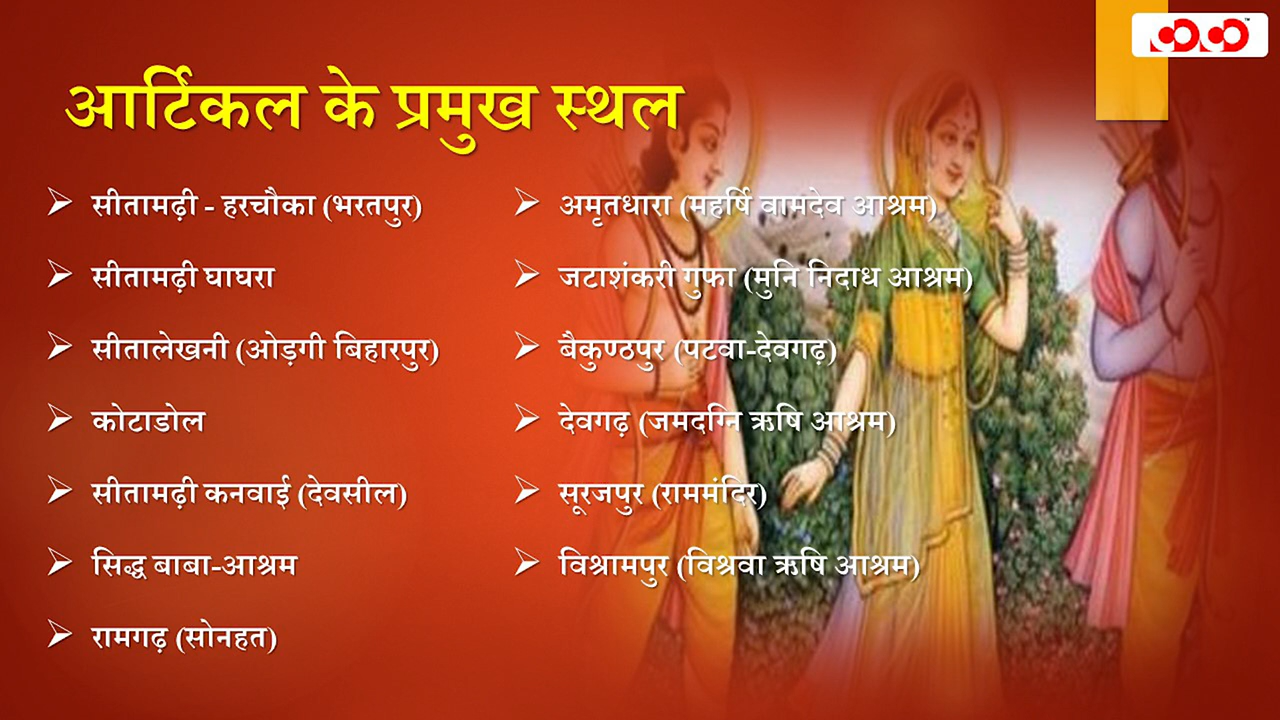 आर्टिकल के प्रमुख स्थल
सीतामढ़ी - हरचौका (भरतपुर)
सीतामढ़ी घाघरा
सीतालेखनी (ओड़गी बिहारपुर)
कोटाडोल
सीतामढ़ी कनवाई (देवसील)
सिद्ध बाबा-आश्रम
रामगढ़ (सोनहत)
अमृतधारा (महर्षि वामदेव आश्रम)
जटाशंकरी गुफा (मुनि निदाध आश्रम)
बैकुण्ठपुर (पटवा-देवगढ़)
देवगढ़ (जमदग्नि ऋषि आश्रम)
सूरजपुर (राममंदिर)
विश्रामपुर (विश्रवा ऋषि आश्रम)